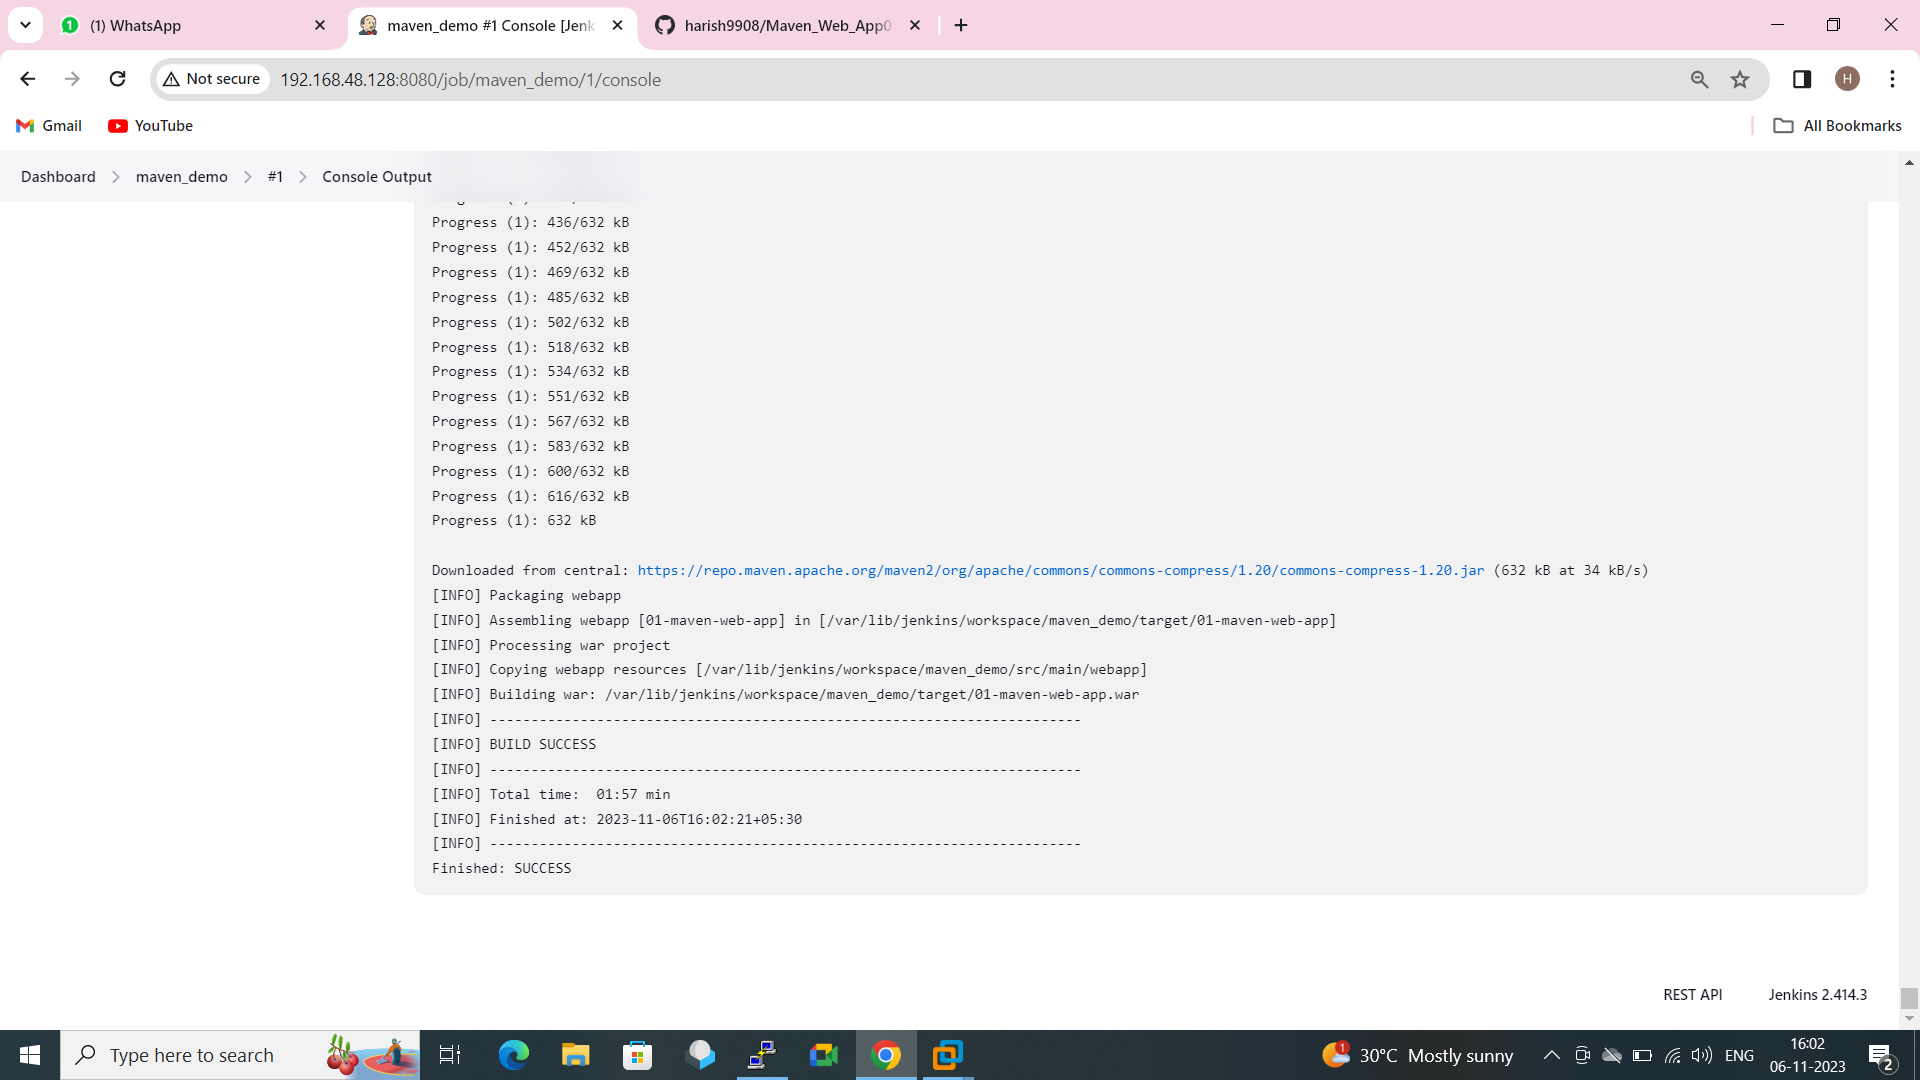 (1) WhatsApp
maven_demo #1 Console [Jenk
harish9908/Maven_Web_App0
Not secure
192.168.48.128:8080/job/maven_demo/1/console
H
Gmail
YouTube
All Bookmarks
Dashboard
maven_demo
#1
Console Output
Progress (1): 436/632 kB
Progress (1): 452/632 kB
Progress (1): 469/632 kB
Progress (1): 485/632 kB
Progress (1): 502/632 kB
Progress (1): 518/632 kB
Progress (1): 534/632 kB
Progress (1): 551/632 kB
Progress (1): 567/632 kB
Progress (1): 583/632 kB
Progress (1): 600/632 kB
Progress (1): 616/632 kB
Progress (1): 632 kB
Downloaded from central: https://repo.maven.apache.org/maven2/org/apache/commons/commons-compress/1.20/commons-compress-1.20.jar (632 kB at 34 kB/s)
[INFO] Packaging webapp
[INFO] Assembling webapp [01-maven-web-app] in [/var/lib/jenkins/workspace/maven_demo/target/01-maven-web-app]
[INFO] Processing war project
[INFO] Copying webapp resources [/var/lib/jenkins/workspace/maven_demo/src/main/webapp]
[INFO] Building war: /var/lib/jenkins/workspace/maven_demo/target/01-maven-web-app.war
[INFO] ------------------------------------------------------------------------
[INFO] BUILD SUCCESS
[INFO] ------------------------------------------------------------------------
[INFO] Total time:  01:57 min
[INFO] Finished at: 2023-11-06T16:02:21+05:30
[INFO] ------------------------------------------------------------------------
Finished: SUCCESS
REST API
Jenkins 2.414.3
Type here to search
1
30°C Mostly sunny
ENG
16:02
06-11-2023
2